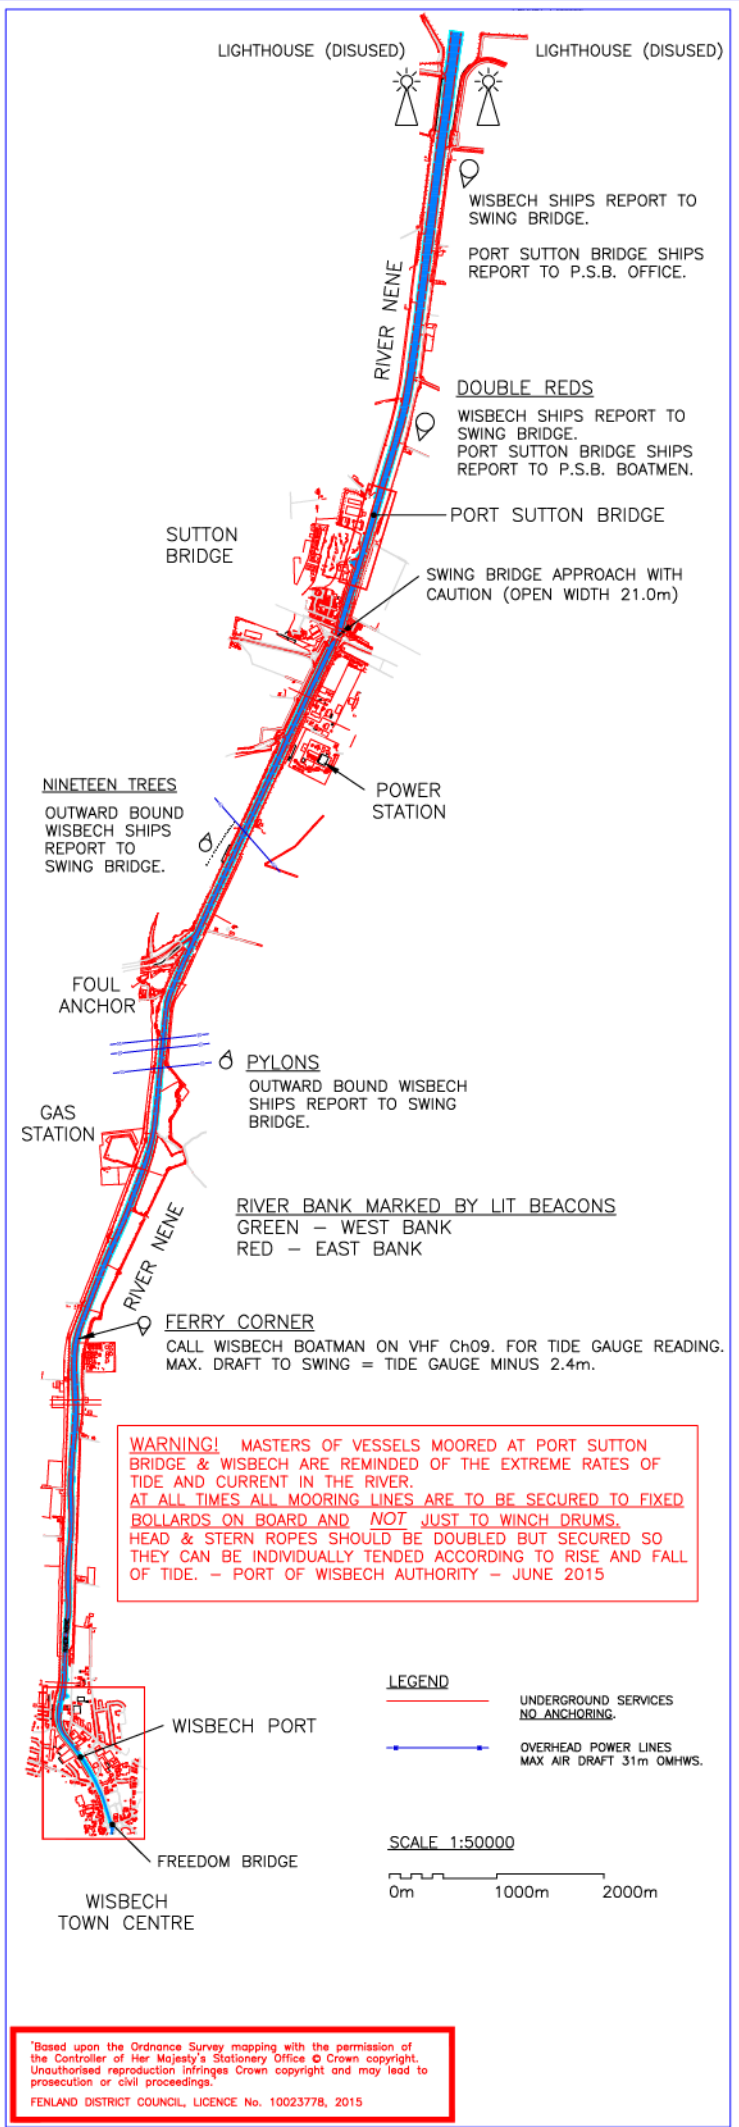 LIGHTHOUSE (DISUSED)
LIGHTHOUSE (DISUSED)
WISBECH SHIPS REPORT TO
SWING BRIDGE.
PORT SUTTON BRIDGE SHIPS
REPORT TO P.S.B. OFFICE.
RIVER NENE
DOUBLE REDS
WISBECH SHIPS REPORT TO
SWING BRIDGE.
PORT SUTTON BRIDGE SHIPS
REPORT TO P.S.B. BOATMEN.
PORT SUTTON BRIDGE
SUTTON
BRIDGE
SWING BRIDGE APPROACH WITH
CAUTION (OPEN WIDTH 21.0m)
POWER
STATION
NINETEEN TREES
OUTWARD BOUND
WISBECH SHIPS
REPORT TO
SWING BRIDGE.
FOUL
ANCHOR
PYLONS
OUTWARD BOUND WISBECH
SHIPS REPORT TO SWING
BRIDGE.
GAS
STATION
RIVER BANK MARKED BY LIT BEACONS
GREEN – WEST BANK
RED – EAST BANK
RIVER NENE
FERRY CORNER
CALL WISBECH BOATMAN ON VHF Ch09. FOR TIDE GAUGE READING.
MAX. DRAFT TO SWING = TIDE GAUGE MINUS 2.4m.
WARNING! MASTERS OF VESSELS MOORED AT PORT SUTTON
BRIDGE & WISBECH ARE REMINDED OF THE EXTREME RATES OF
TIDE AND CURRENT IN THE RIVER.
AT ALL TIMES ALL MOORING LINES ARE TO BE SECURED TO FIXED
BOLLARDS ON BOARD AND NOT JUST TO WINCH DRUMS.
HEAD & STERN ROPES SHOULD BE DOUBLED BUT SECURED SO
THEY CAN BE INDIVIDUALLY TENDED ACCORDING TO RISE AND FALL
OF TIDE. – PORT OF WISBECH AUTHORITY – JUNE 2015
LEGEND
UNDERGROUND SERVICES
NO ANCHORING.
OVERHEAD POWER LINES
MAX AIR DRAFT 31m OMHWS.
WISBECH PORT
FREEDOM BRIDGE
WISBECH
TOWN CENTRE
SCALE 1:50000
0m 1000m 2000m
"Based upon the Ordnance Survey mapping with the permission of
the Controller of Her Majesty's Stationery Office © Crown copyright.
Unauthorised reproduction infringes Crown copyright and may lead to
prosecution or civil proceedings."
FENLAND DISTRICT COUNCIL, LICENCE No. 10023778, 2015